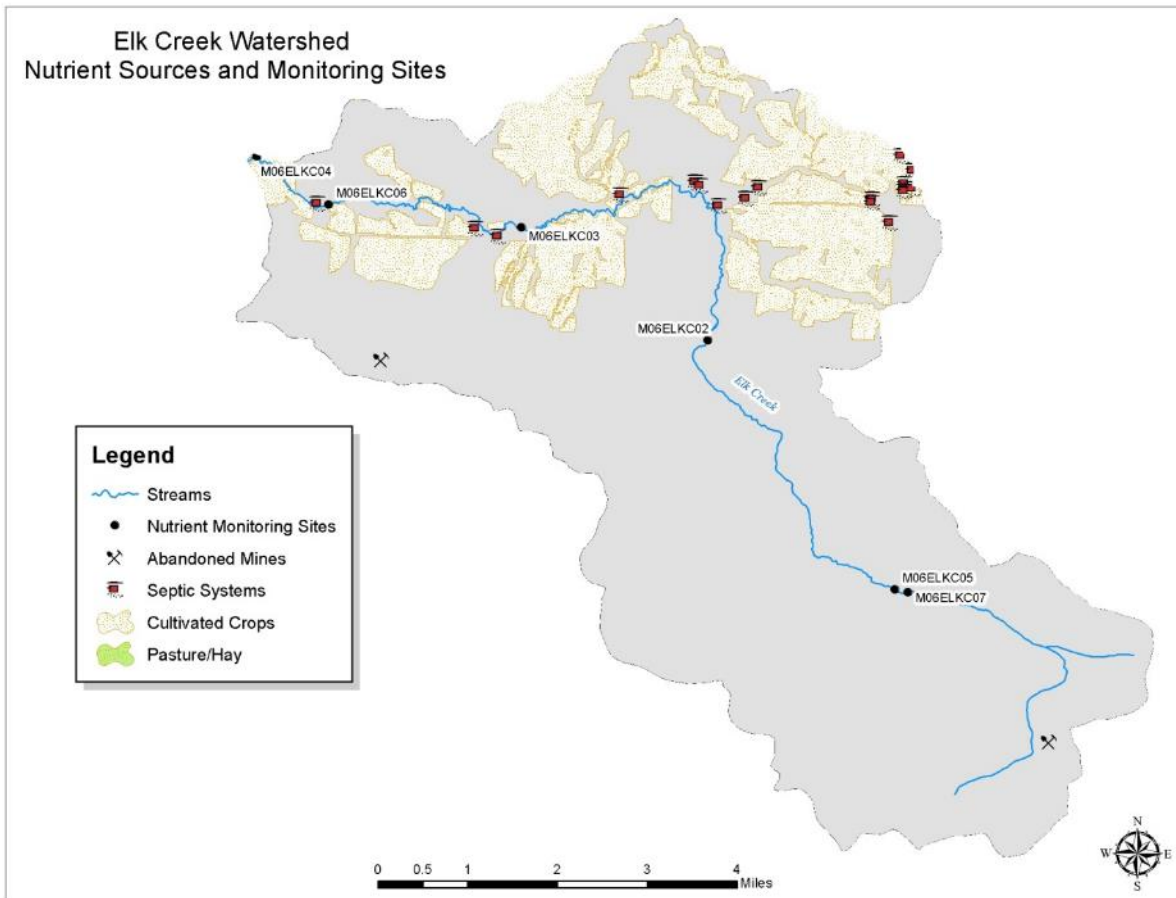 Elk Creek Watershed
Nutrient Sources and Monitoring Sites
M06ELKC04
M06ELKC06
M06ELKC03
M06ELKC02
Elk Creek
M06ELKC05
M06ELKC07
Legend
Streams
Nutrient Monitoring Sites
Abandoned Mines
Septic Systems
Cultivated Crops
Pasture/Hay
0 0.5 1 2 3 4
Miles
N
W E
S